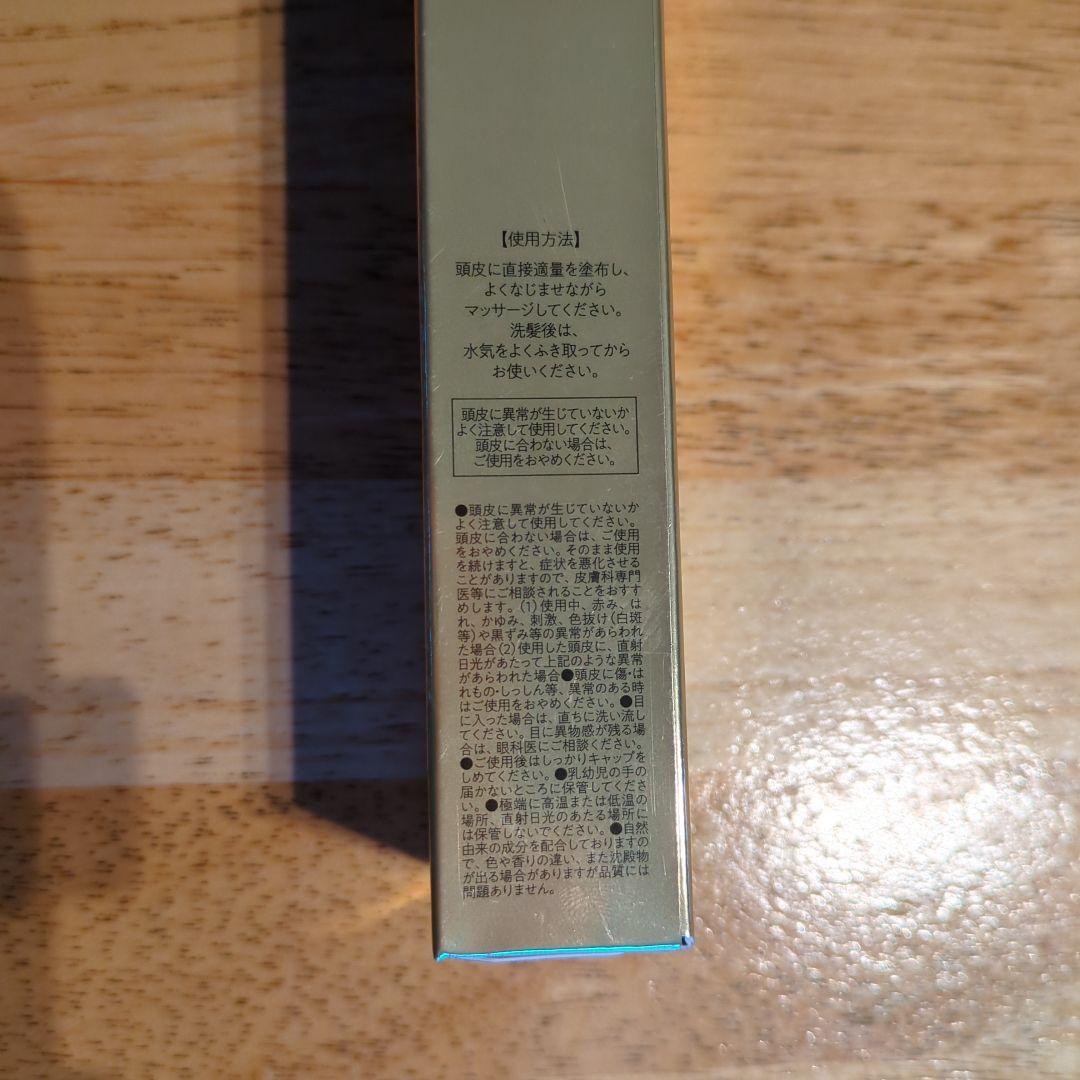 【使用方法】
頭皮に直接適量を塗布し、
よくなじませながら
マッサージしてください。
洗髪後は、
水気をよくふき取ってから
お使いください。
頭皮に異常が生じていないか
よく注意して使用してください。
頭皮に合わない場合は、
ご使用をおやめください。
●頭皮に異常が生じていないか
よく注意して使用してください。
頭皮に合わない場合は、ご使用
をおやめください。そのまま使用
を続けますと、症状を悪化させる
ことがありますので、皮膚科専門
医等にご相談されることをおすす
めします。(1)使用中、赤み、は
れ、かゆみ、刺激、色抜け(白斑
等)や黒ずみ等の異常があらわれ
た場合(2)使用した頭皮に、直射
日光があたって上記のような異常
があらわれた場合●頭皮に傷・は
れもの・しっしん等、異常のある時
はご使用をおやめください。●目
に入った場合は、直ちに洗い流し
てください。目に異物感が残る場
合は、眼科医にご相談ください。
●ご使用後はしっかりキャップを
しめてください。●乳幼児の手の
届かないところに保管してくださ
い。●極端に高温または低温の
場所、直射日光のあたる場所に
は保管しないでください。●自然
由来の成分を配合しておりますの
で、色や香りの違い、また沈殿物
が出る場合がありますが品質には
問題ありません。